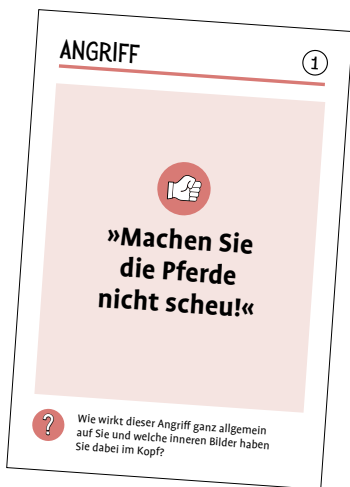 ANGRIFF
1
»Machen Sie
die Pferde
nicht scheu!«
?
Wie wirkt dieser Angriff ganz allgemein
auf Sie und welche inneren Bilder haben
Sie dabei im Kopf?